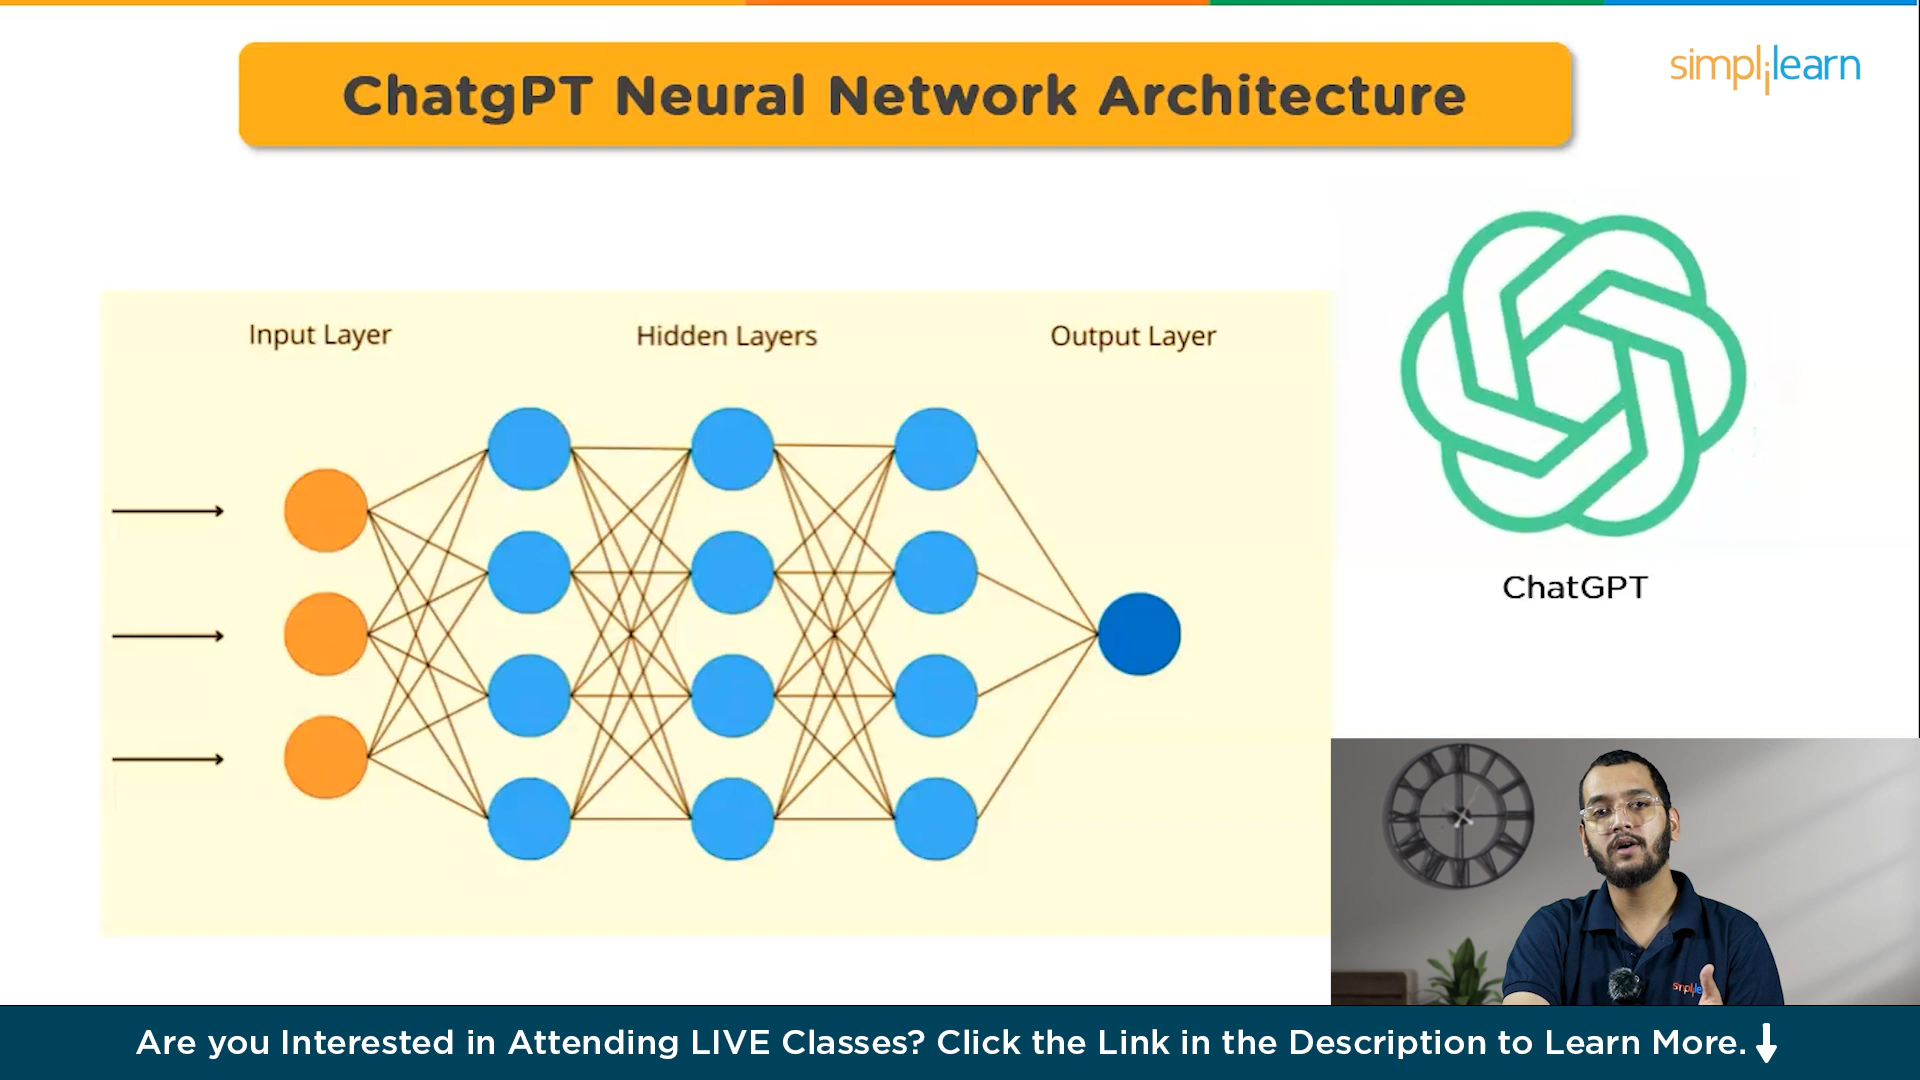 ChatgPT Neural Network Architecture
simplilearn
Input Layer
Hidden Layers
Output Layer
ChatGPT
simplile
Are you Interested in Attending LIVE Classes? Click the Link in the Description to Learn More.